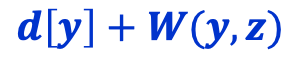 d[y] + W(y, z)